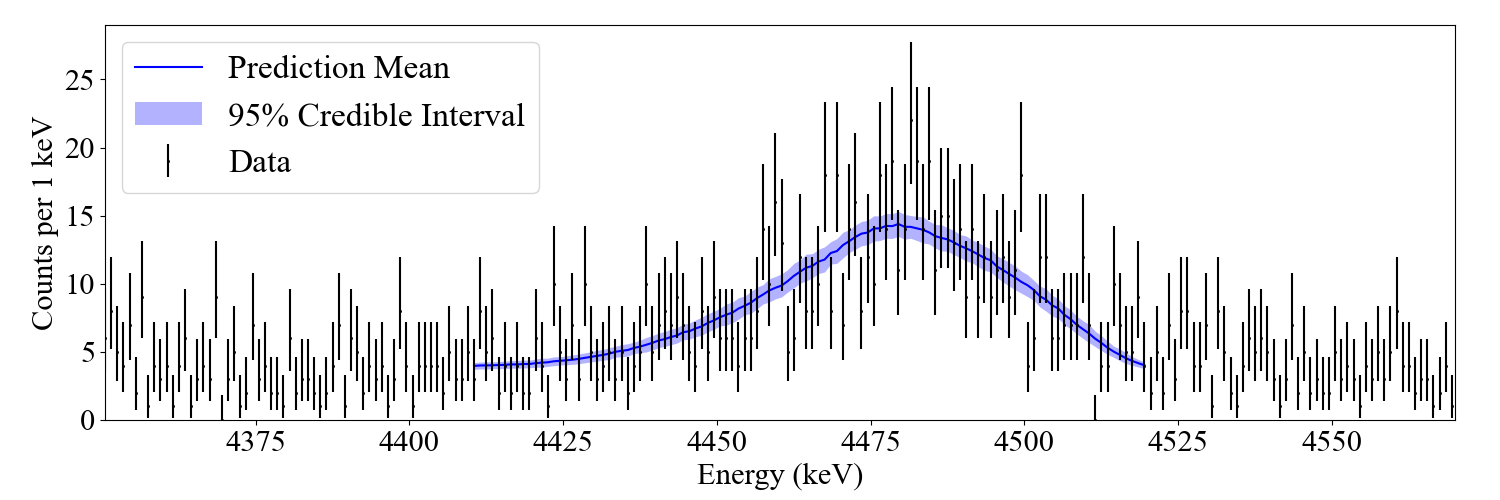 Prediction Mean
95% Credible Interval
Data
Counts per 1 keV
25
20
15
10
5
0
4375
4400
4425
4450
4475
4500
4525
4550
Energy (keV)